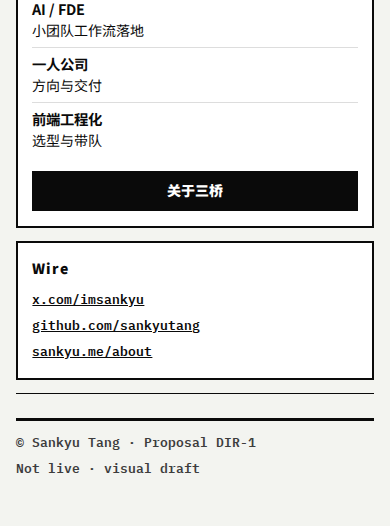 AI / FDE
小团队工作流落地
一人公司
方向与交付
前端工程化
选型与带队
关于三桥
Wire
x.com/imsankyu
github.com/sankyutang
sankyu.me/about
© Sankyu Tang · Proposal DIR-1
Not live · visual draft